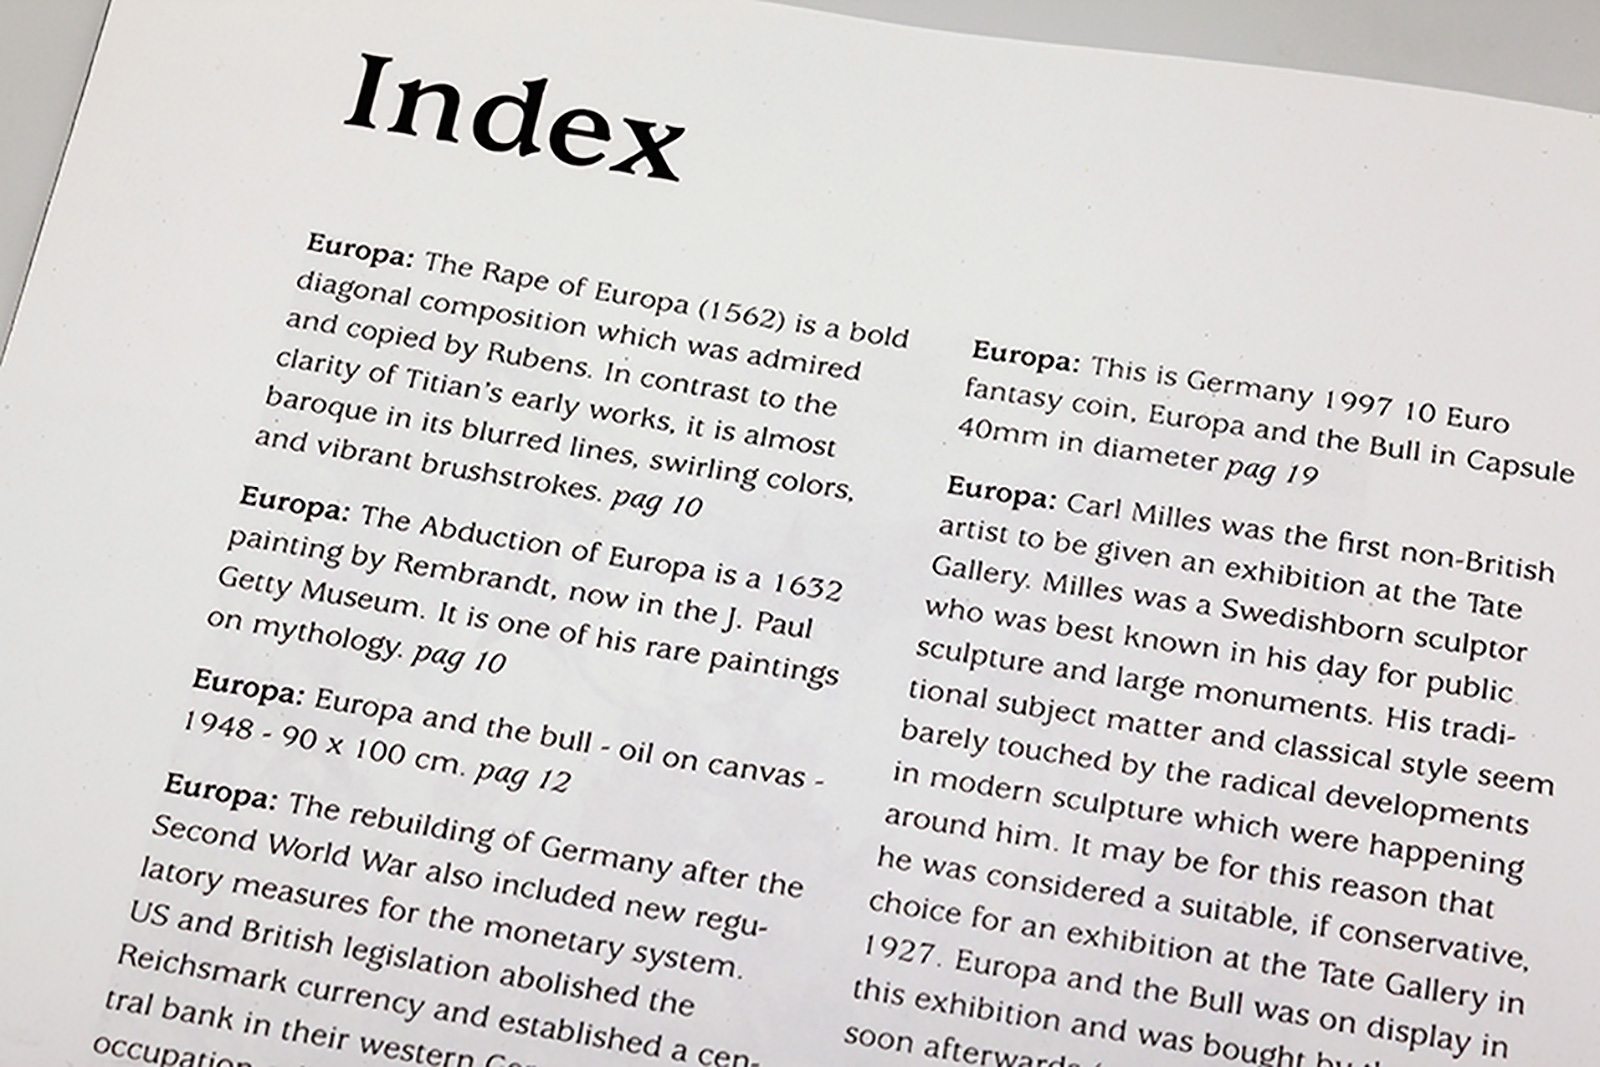 Index
Europa: The Rape of Europa (1562) is a bold
diagonal composition which was admired
and copied by Rubens. In contrast to the
clarity of Titian's early works, it is almost
baroque in its blurred lines, swirling colors,
and vibrant brushstrokes. pag 10
Europa: The Abduction of Europa is a 1632
painting by Rembrandt, now in the J. Paul
Getty Museum. It is one of his rare paintings
on mythology. pag 10
Europa: Europa and the bull - oil on canvas -
1948 - 90 x 100 cm. pag 12
Europa: The rebuilding of Germany after the
Second World War also included new regu-
latory measures for the monetary system.
US and British legislation abolished the
Reichsmark currency and established a cen-
tral bank in their western
occupation
Europa: This is Germany 1997 10 Euro
fantasy coin, Europa and the Bull in Capsule
40mm in diameter pag 19
Europa: Carl Milles was the first non-British
artist to be given an exhibition at the Tate
Gallery. Milles was a Swedishborn sculptor
who was best known in his day for public
sculpture and large monuments. His tradi-
tional subject matter and classical style seem
barely touched by the radical developments
in modern sculpture which were happening
around him. It may be for this reason that
he was considered a suitable, if conservative,
choice for an exhibition at the Tate Gallery in
1927. Europa and the Bull was on display in
this exhibition and was bought by
soon afterwards